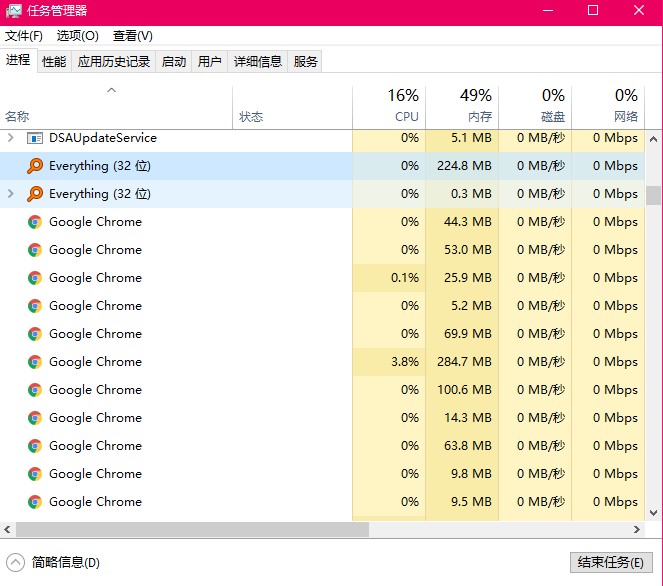 任务管理器
文件(F) 选项(O) 查看(V)
进程 性能 应用历史记录 启动 用户 详细信息 服务
16% 49% 0% 0%
名称 状态 CPU 内存 磁盘 网络
DSAUpdateService 0% 5.1 MB 0 MB/秒 0 Mbps
Everything (32 位) 0% 224.8 MB 0 MB/秒 0 Mbps
Everything (32 位) 0% 0.3 MB 0 MB/秒 0 Mbps
Google Chrome 0% 44.3 MB 0 MB/秒 0 Mbps
Google Chrome 0% 53.0 MB 0 MB/秒 0 Mbps
Google Chrome 0.1% 25.9 MB 0 MB/秒 0 Mbps
Google Chrome 0% 5.2 MB 0 MB/秒 0 Mbps
Google Chrome 0% 69.9 MB 0 MB/秒 0 Mbps
Google Chrome 3.8% 284.7 MB 0 MB/秒 0 Mbps
Google Chrome 0% 100.6 MB 0 MB/秒 0 Mbps
Google Chrome 0% 14.3 MB 0 MB/秒 0 Mbps
Google Chrome 0% 63.8 MB 0 MB/秒 0 Mbps
Google Chrome 0% 9.8 MB 0 MB/秒 0 Mbps
Google Chrome 0% 9.5 MB 0 MB/秒 0 Mbps
简略信息(D) 结束任务(E)